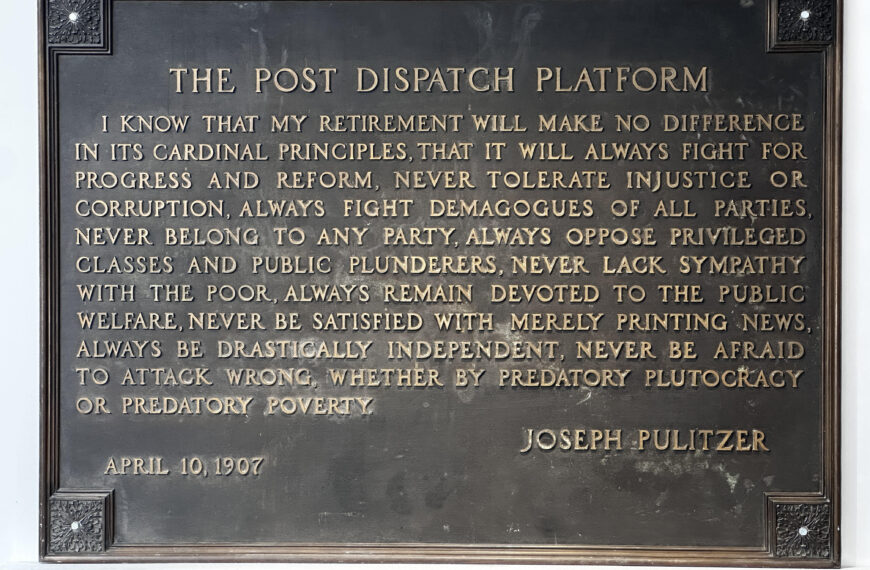 THE POST DISPATCH PLATFORM
I KNOW THAT MY RETIREMENT WILL MAKE NO DIFFERENCE
IN ITS CARDINAL PRINCIPLES, THAT IT WILL ALWAYS FIGHT FOR
PROGRESS AND REFORM, NEVER TOLERATE INJUSTICE OR
CORRUPTION, ALWAYS FIGHT DEMAGOGUES OF ALL PARTIES,
NEVER BELONG TO ANY PARTY, ALWAYS OPPOSE PRIVILEGED
CLASSES AND PUBLIC PLUNDERERS, NEVER LACK SYMPATHY
WITH THE POOR, ALWAYS REMAIN DEVOTED TO THE PUBLIC
WELFARE, NEVER BE SATISFIED WITH MERELY PRINTING NEWS,
ALWAYS BE DRASTICALLY INDEPENDENT, NEVER BE AFRAID
TO ATTACK WRONG, WHETHER BY PREDATORY PLUTOCRACY
OR PREDATORY POVERTY.
JOSEPH PULITZER
APRIL 10, 1907